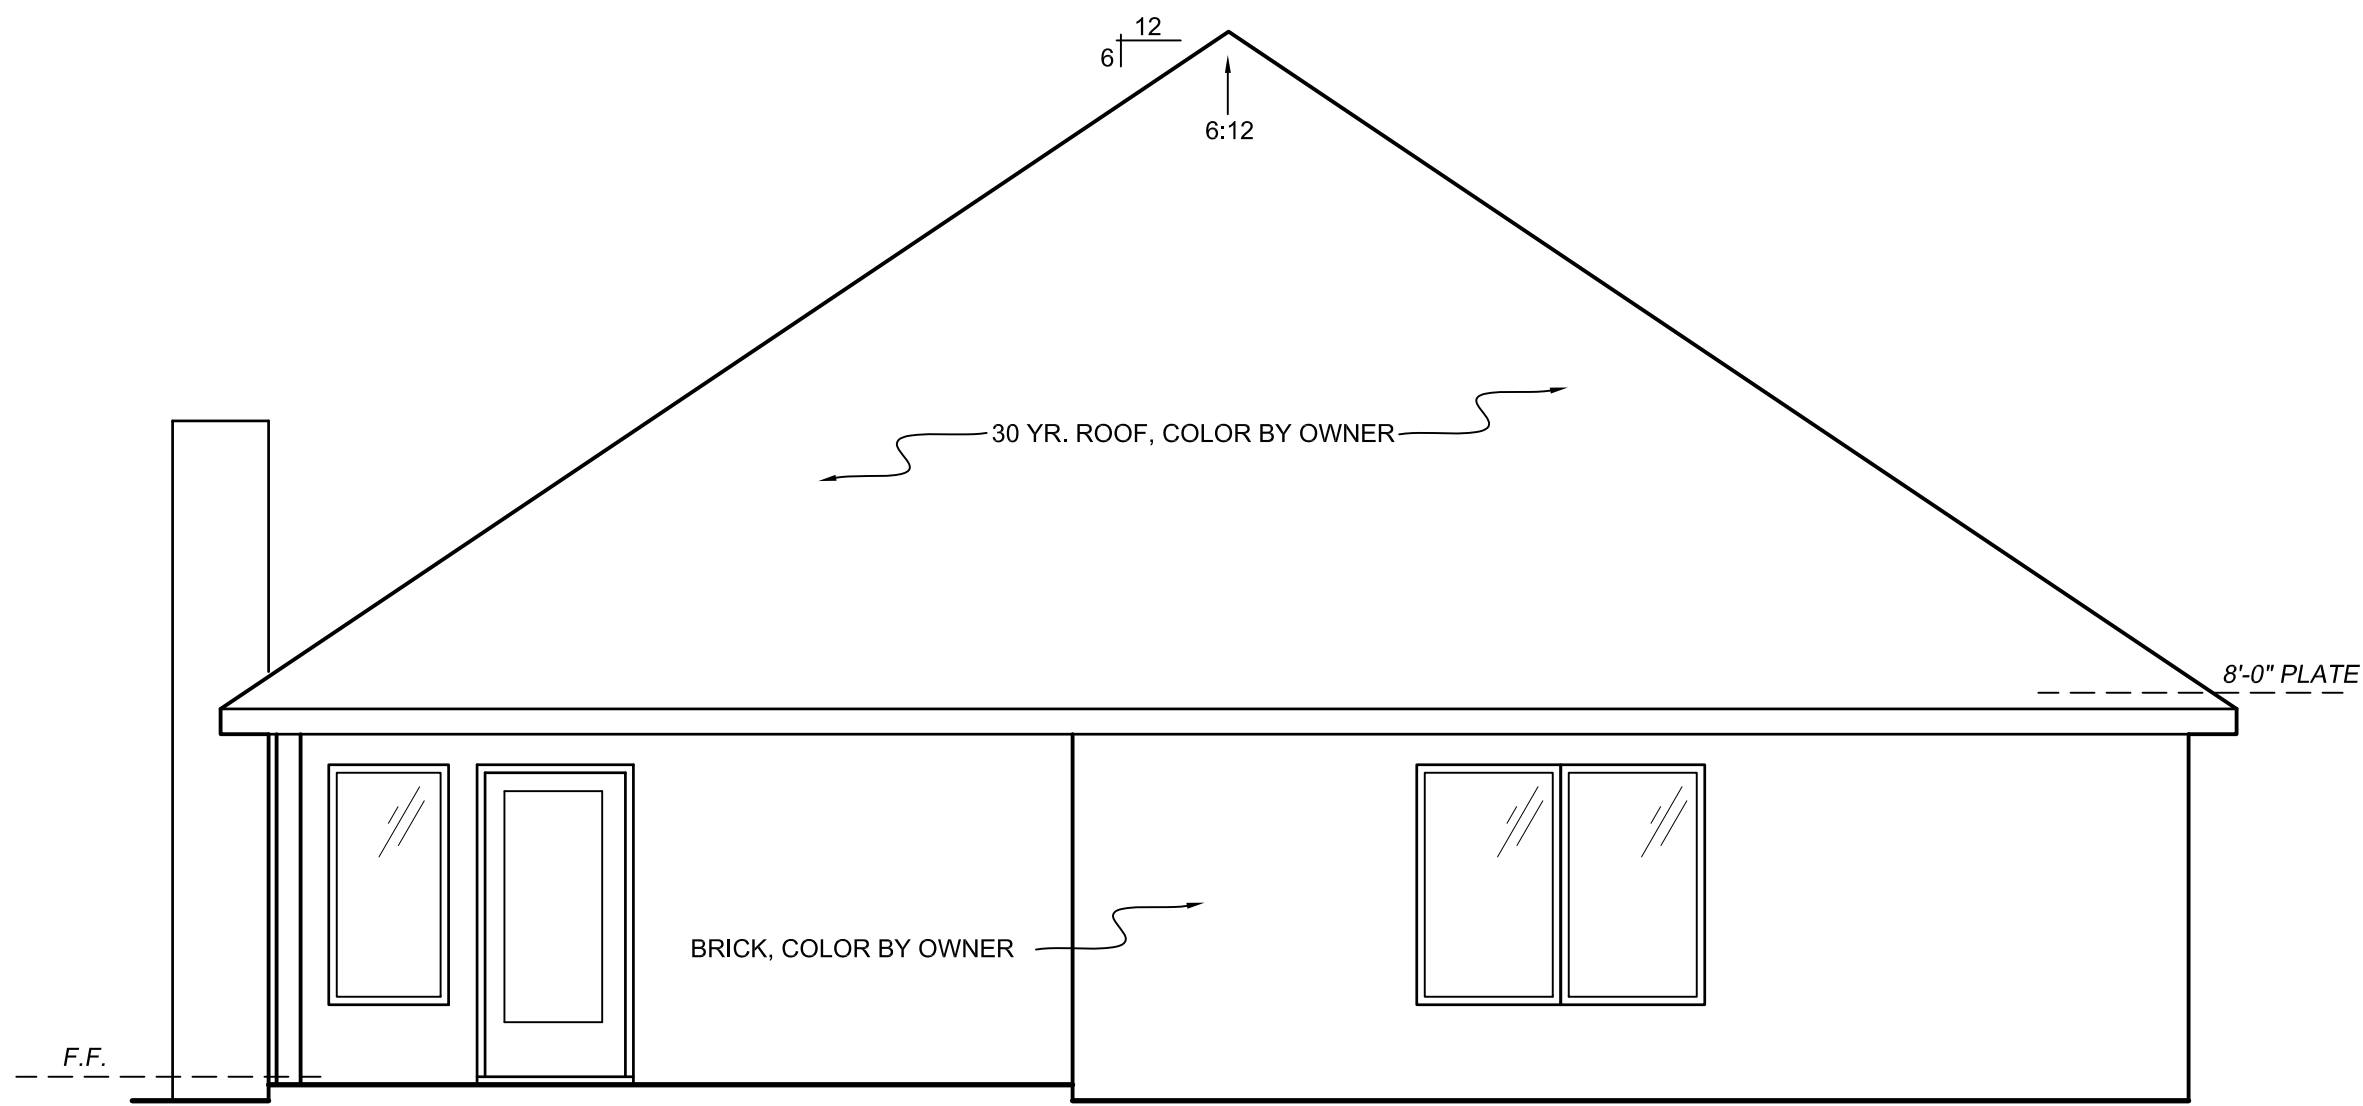 12
6
6:12
30 YR. ROOF, COLOR BY OWNER
8'-0" PLATE
BRICK, COLOR BY OWNER
F.F.